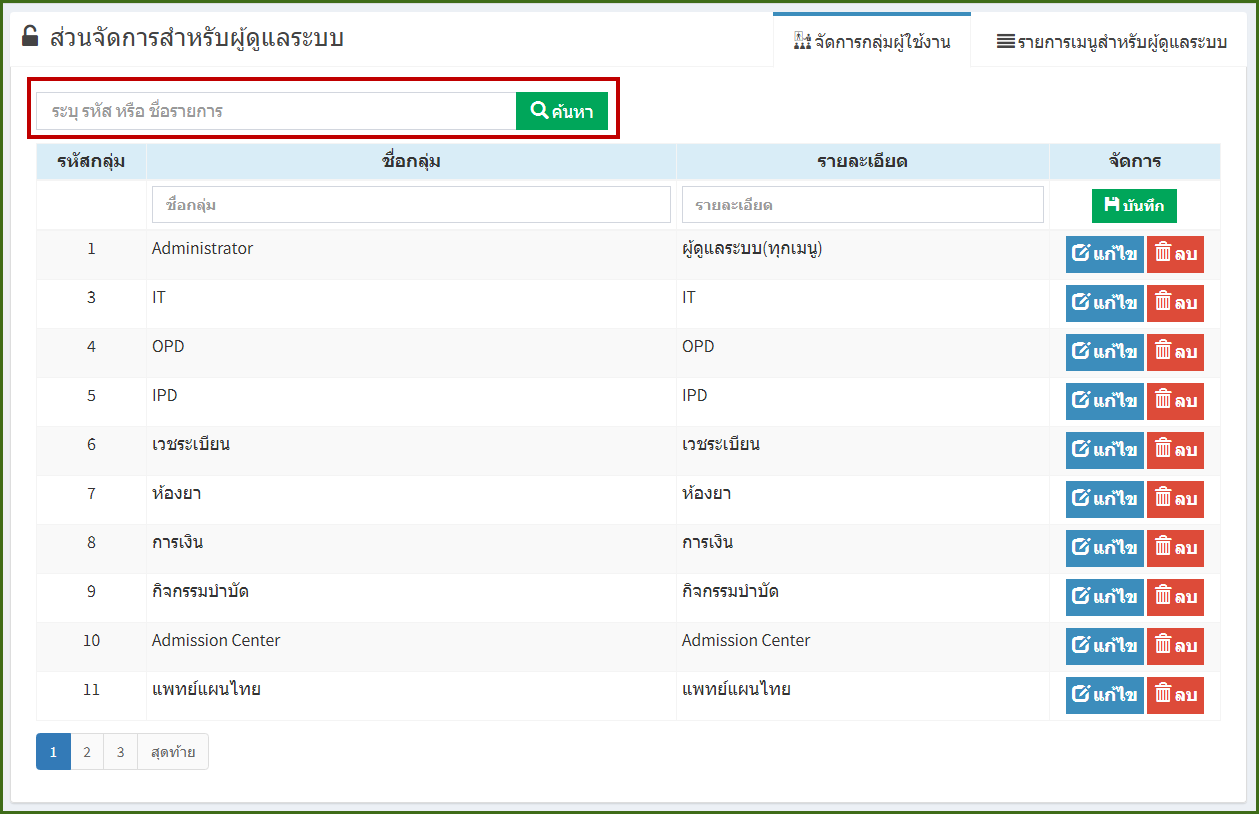 ส่วนจัดการสำหรับผู้ดูแลระบบ
จัดการกลุ่มผู้ใช้งาน
รายการเมนูสำหรับผู้ดูแลระบบ
ระบุ รหัส หรือ ชื่อรายการ ค้นหา
รหัสกลุ่ม ชื่อกลุ่ม รายละเอียด จัดการ
ชื่อกลุ่ม รายละเอียด บันทึก
1 Administrator ผู้ดูแลระบบ(ทุกเมนู) แก้ไข ลบ
3 IT IT แก้ไข ลบ
4 OPD OPD แก้ไข ลบ
5 IPD IPD แก้ไข ลบ
6 เวชระเบียน เวชระเบียน แก้ไข ลบ
7 ห้องยา ห้องยา แก้ไข ลบ
8 การเงิน การเงิน แก้ไข ลบ
9 กิจกรรมบำบัด กิจกรรมบำบัด แก้ไข ลบ
10 Admission Center Admission Center แก้ไข ลบ
11 แพทย์แผนไทย แพทย์แผนไทย แก้ไข ลบ
1 2 3 สุดท้าย